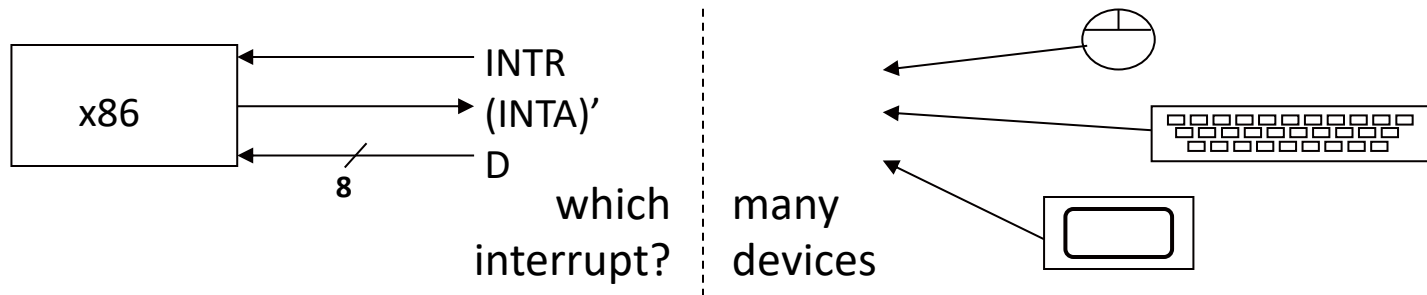 x86
INTR
(INTA)’
D
8
which
interrupt?
many
devices